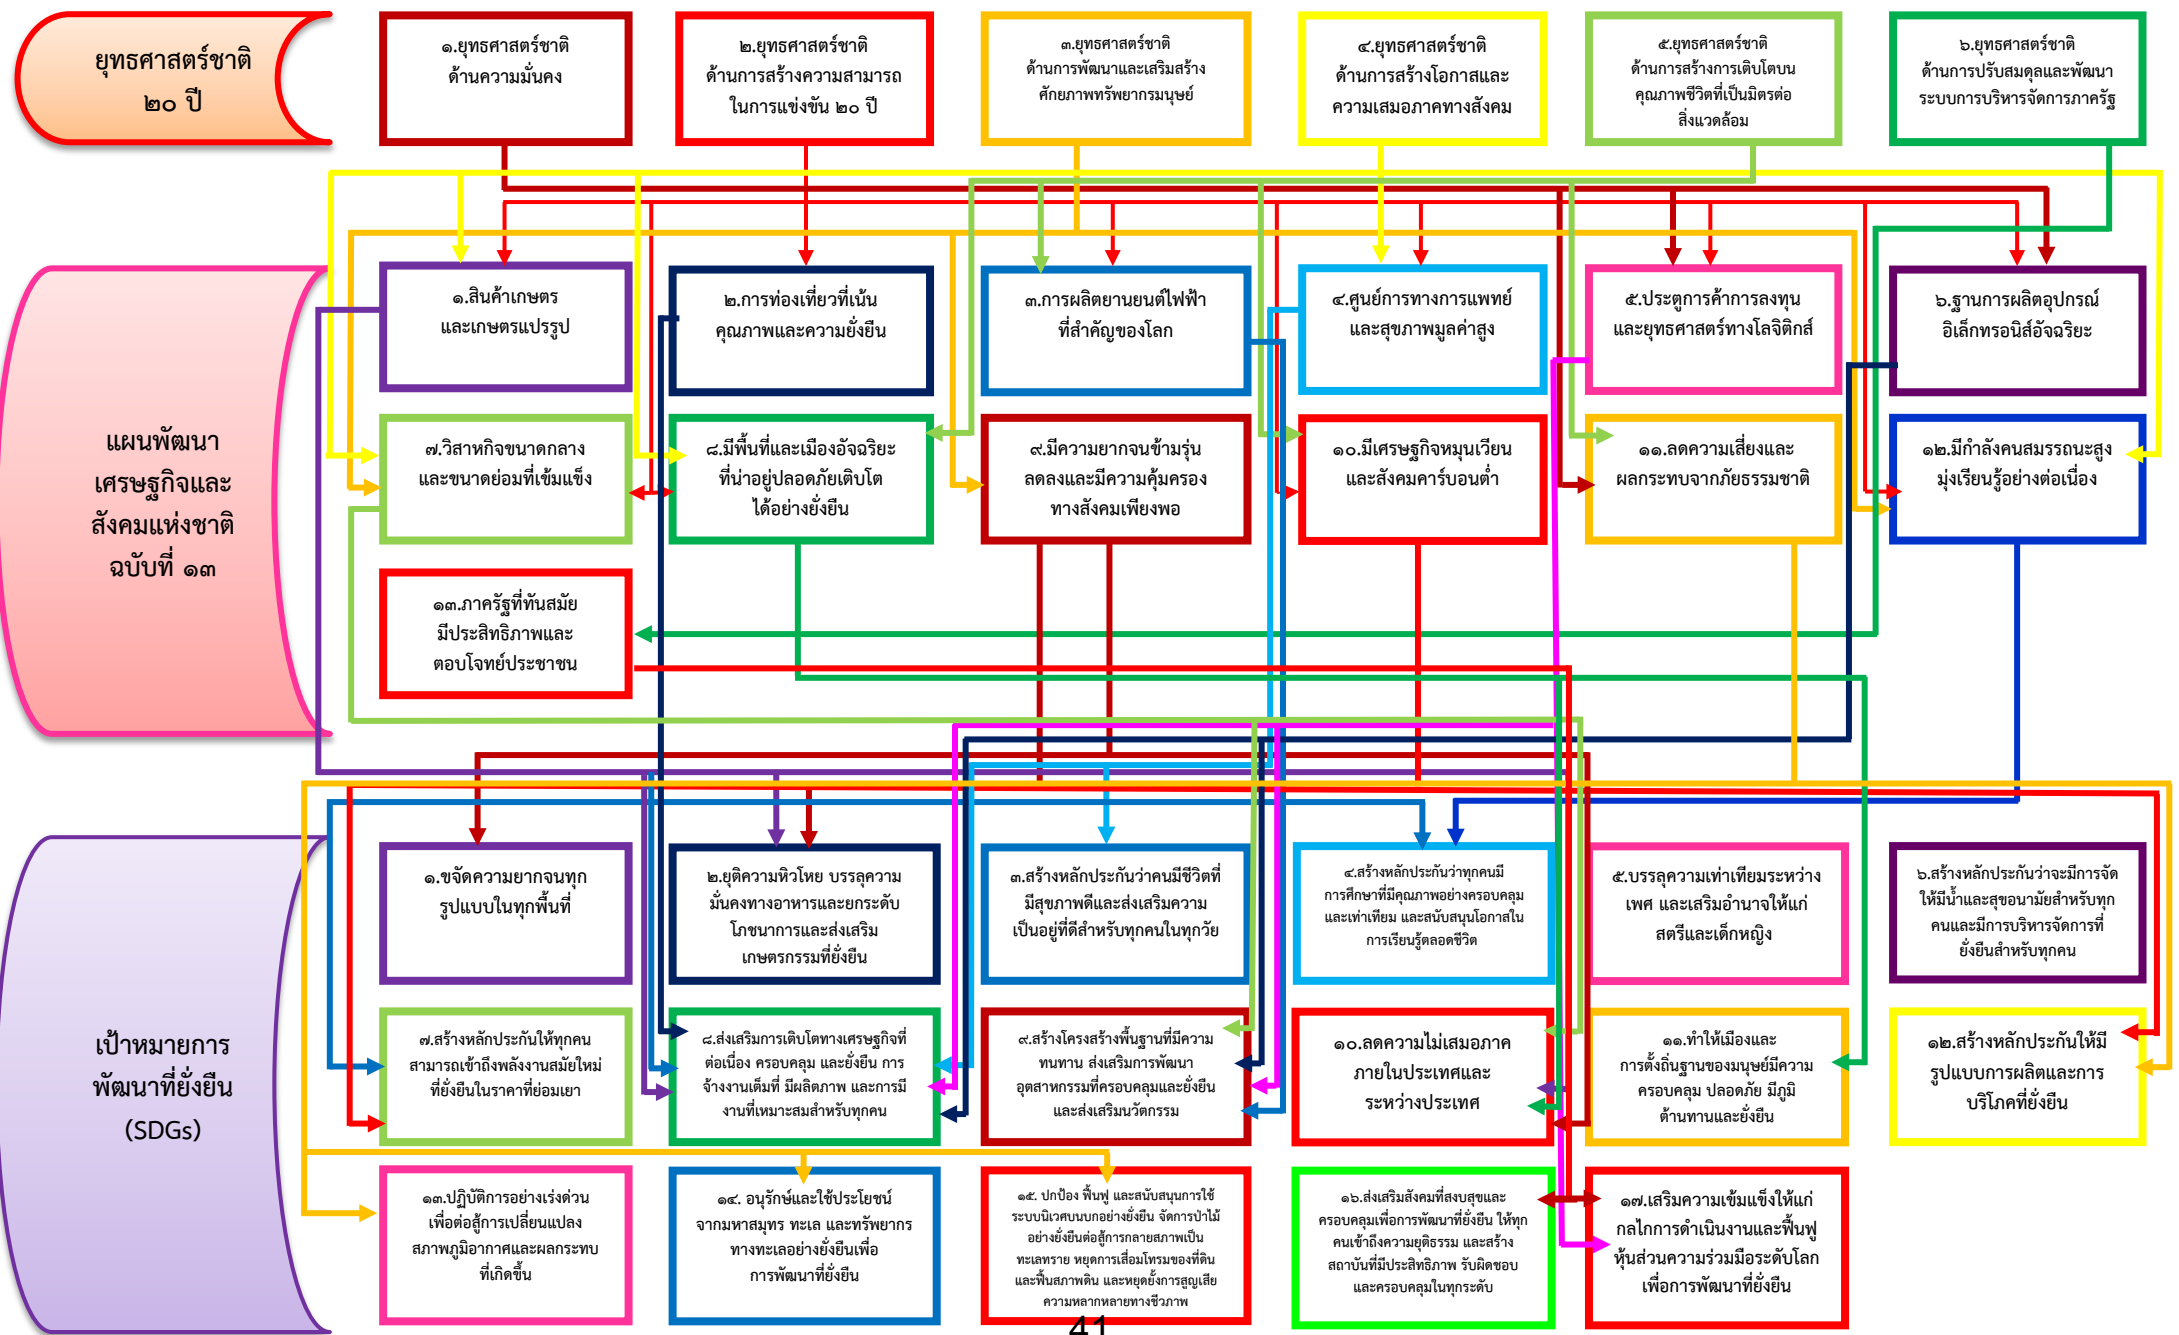 ยุทธศาสตร์ชาติ
๒๐ ปี
๑.ยุทธศาสตร์ชาติ
ด้านความมั่นคง
๒.ยุทธศาสตร์ชาติ
ด้านการสร้างความสามารถ
ในการแข่งขัน ๒๐ ปี
๓.ยุทธศาสตร์ชาติ
ด้านการพัฒนาและเสริมสร้าง
ศักยภาพทรัพยากรมนุษย์
๔.ยุทธศาสตร์ชาติ
ด้านการสร้างโอกาสและ
ความเสมอภาคทางสังคม
๕.ยุทธศาสตร์ชาติ
ด้านการสร้างการเติบโตบน
คุณภาพชีวิตที่เป็นมิตรต่อ
สิ่งแวดล้อม
๖.ยุทธศาสตร์ชาติ
ด้านการปรับสมดุลและพัฒนา
ระบบการบริหารจัดการภาครัฐ
แผนพัฒนา
เศรษฐกิจและ
สังคมแห่งชาติ
ฉบับที่ ๑๓
๑.สินค้าเกษตร
และเกษตรแปรรูป
๒.การท่องเที่ยวที่เน้น
คุณภาพและความยั่งยืน
๓.การผลิตยานยนต์ไฟฟ้า
ที่สำคัญของโลก
๔.ศูนย์การทางการแพทย์
และสุขภาพมูลค่าสูง
๕.ประตูการค้าการลงทุน
และยุทธศาสตร์ทางโลจิติกส์
๖.ฐานการผลิตอุปกรณ์
อิเล็กทรอนิส์อัจฉริยะ
๗.วิสาหกิจขนาดกลาง
และขนาดย่อมที่เข้มแข็ง
๘.มีพื้นที่และเมืองอัจฉริยะ
ที่น่าอยู่ปลอดภัยเติบโต
ได้อย่างยั่งยืน
๙.มีความยากจนข้ามรุ่น
ลดลงและมีความคุ้มครอง
ทางสังคมเพียงพอ
๑๐.มีเศรษฐกิจหมุนเวียน
และสังคมคาร์บอนต่ำ
๑๑.ลดความเสี่ยงและ
ผลกระทบจากภัยธรรมชาติ
๑๒.มีกำลังคนสมรรถนะสูง
มุ่งเรียนรู้อย่างต่อเนื่อง
๑๓.ภาครัฐที่ทันสมัย
มีประสิทธิภาพและ
ตอบโจทย์ประชาชน
เป้าหมายการ
พัฒนาที่ยั่งยืน
(SDGs)
๑.ขจัดความยากจนทุก
รูปแบบในทุกพื้นที่
๒.ยุติความหิวโหย บรรลุความ
มั่นคงทางอาหารและยกระดับ
โภชนาการและส่งเสริม
เกษตรกรรมที่ยั่งยืน
๓.สร้างหลักประกันว่าคนมีชีวิตที่
มีสุขภาพดีและส่งเสริมความ
เป็นอยู่ที่ดีสำหรับทุกคนในทุกวัย
๔.สร้างหลักประกันว่าทุกคนมี
การศึกษาที่มีคุณภาพอย่างครอบคลุม
และเท่าเทียม และสนับสนุนโอกาสใน
การเรียนรู้ตลอดชีวิต
๕.บรรลุความเท่าเทียมระหว่าง
เพศ และเสริมอำนาจให้แก่
สตรีและเด็กหญิง
๖.สร้างหลักประกันว่าจะมีการจัด
ให้มีน้ำและสุขอนามัยสำหรับทุก
คนและมีการบริหารจัดการที่
ยั่งยืนสำหรับทุกคน
๗.สร้างหลักประกันให้ทุกคน
สามารถเข้าถึงพลังงานสมัยใหม่
ที่ยั่งยืนในราคาที่ย่อมเยา
๘.ส่งเสริมการเติบโตทางเศรษฐกิจที่
ต่อเนื่อง ครอบคลุม และยั่งยืน การ
จ้างงานเต็มที่ มีผลิตภาพ และการมี
งานที่เหมาะสมสำหรับทุกคน
๙.สร้างโครงสร้างพื้นฐานที่มีความ
ทนทาน ส่งเสริมการพัฒนา
อุตสาหกรรมที่ครอบคลุมและยั่งยืน
และส่งเสริมนวัตกรรม
๑๐.ลดความไม่เสมอภาค
ภายในประเทศและ
ระหว่างประเทศ
๑๑.ทำให้เมืองและ
การตั้งถิ่นฐานของมนุษย์มีความ
ครอบคลุม ปลอดภัย มีภูมิ
ต้านทานและยั่งยืน
๑๒.สร้างหลักประกันให้มี
รูปแบบการผลิตและการ
บริโภคที่ยั่งยืน
๑๓.ปฏิบัติการอย่างเร่งด่วน
เพื่อต่อสู้การเปลี่ยนแปลง
สภาพภูมิอากาศและผลกระทบ
ที่เกิดขึ้น
๑๔. อนุรักษ์และใช้ประโยชน์
จากมหาสมุทร ทะเล และทรัพยากร
ทางทะเลอย่างยั่งยืนเพื่อ
การพัฒนาที่ยั่งยืน
๑๕. ปกป้อง ฟื้นฟู และสนับสนุนการใช้
ระบบนิเวศบนบกอย่างยั่งยืน จัดการป่าไม้
อย่างยั่งยืนต่อสู้การกลายสภาพเป็น
ทะเลทราย หยุดการเสื่อมโทรมของที่ดิน
และฟื้นสภาพดิน และหยุดยั้งการสูญเสีย
ความหลากหลายทางชีวภาพ
๑๖.ส่งเสริมสังคมที่สงบสุขและ
ครอบคลุมเพื่อการพัฒนาที่ยั่งยืน ให้ทุก
คนเข้าถึงความยุติธรรม และสร้าง
สถาบันที่มีประสิทธิภาพ รับผิดชอบ
และครอบคลุมในทุกระดับ
๑๗.เสริมความเข้มแข็งให้แก่
กลไกการดำเนินงานและฟื้นฟู
หุ้นส่วนความร่วมมือระดับโลก
เพื่อการพัฒนาที่ยั่งยืน
41